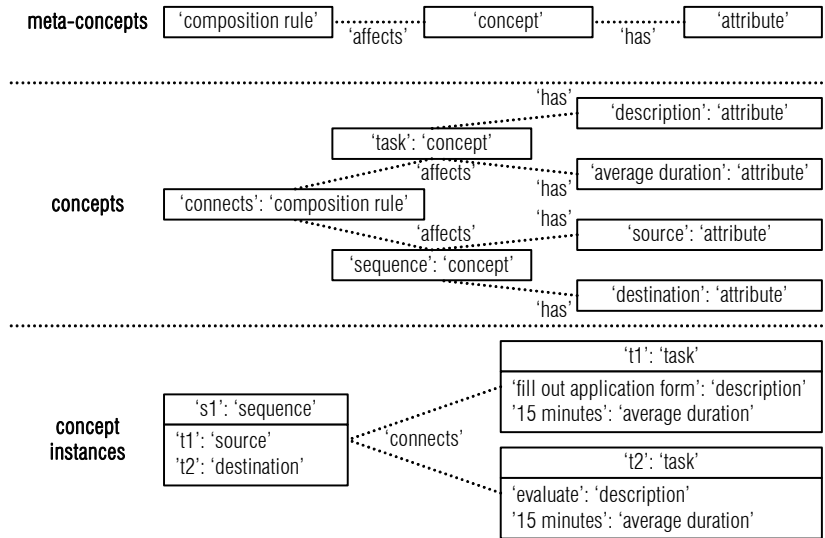 meta-concepts
‘composition rule’
‘affects’
‘concept’
‘has’
‘attribute’
concepts
‘has’
‘description’: ‘attribute’
‘task’: ‘concept’
‘affects’
‘has’
‘average duration’: ‘attribute’
‘connects’: ‘composition rule’
‘has’
‘affects’
‘source’: ‘attribute’
‘sequence’: ‘concept’
‘has’
‘destination’: ‘attribute’
concept
instances
‘s1’: ‘sequence’
‘t1’: ‘source’
‘t2’: ‘destination’
‘connects’
‘t1’: ‘task’
‘fill out application form’: ‘description’
'15 minutes’: ‘average duration’
‘t2’: ‘task’
‘evaluate’: ‘description’
'15 minutes’: ‘average duration’